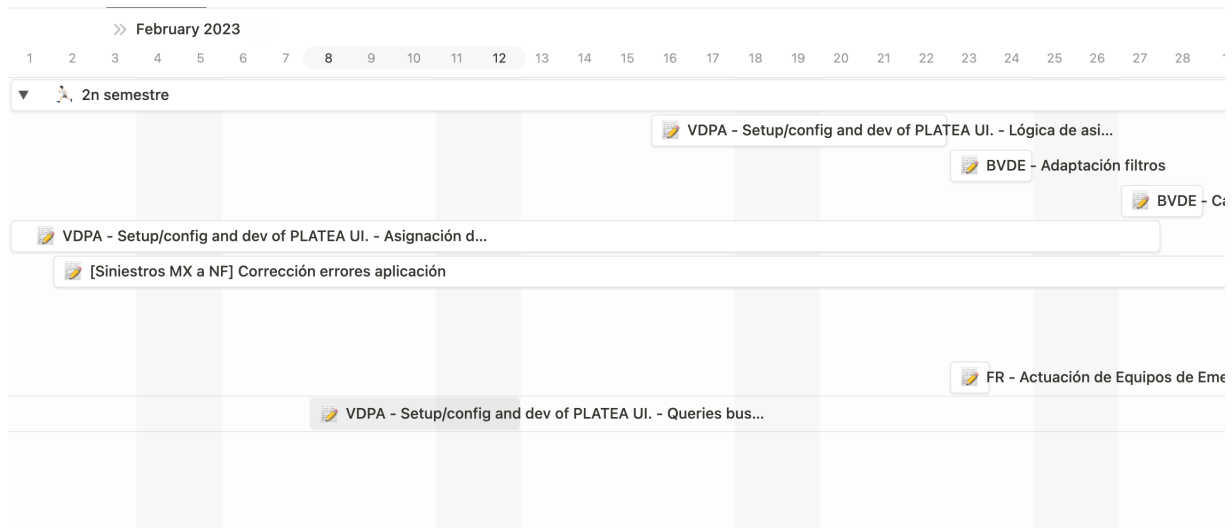 February 2023
1 2 3 4 5 6 7 8 9 10 11 12 13 14 15 16 17 18 19 20 21 22 23 24 25 26 27 28
2n semestre
VDPA - Setup/config and dev of PLATEA UI. - Lógica de asi...
BVDE - Adaptación filtros
BVDE - Ca
VDPA - Setup/config and dev of PLATEA UI. - Asignación d...
[Siniestros MX a NF] Corrección errores aplicación
FR - Actuación de Equipos de Eme
VDPA - Setup/config and dev of PLATEA UI. - Queries bus...